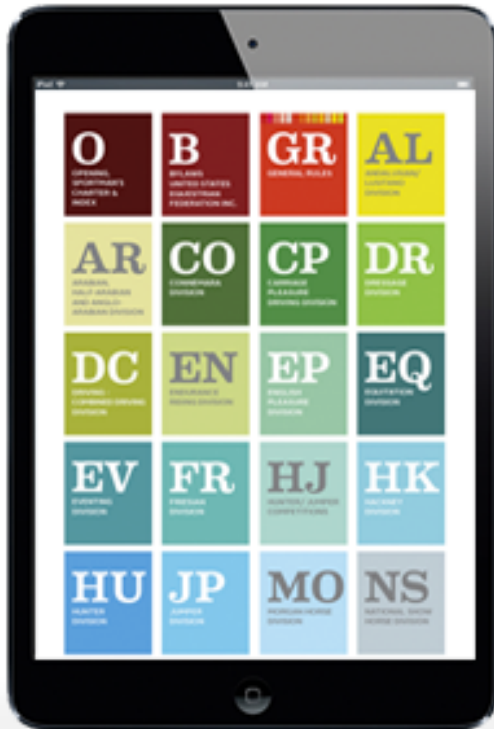 iPad
O
OPENING,
SPORTMAN'S
CHARTER &
INDEX
B
BYLAWS
UNITED STATES
EQUESTRIAN
FEDERATION INC.
GR
GENERAL RULES
AL
ANDALUSIAN/
LUSITANO
DIVISION
AR
ARABIAN,
HALF-ARABIAN
AND ANGLO-
ARABIAN DIVISION
CO
CONNEMARA
DIVISION
CP
CARRIAGE
PLEASURE
DRIVING DIVISION
DR
DRESSAGE
DIVISION
DC
DRIVING -
COMBINED DRIVING
DIVISION
EN
ENDURANCE
RIDING DIVISION
EP
ENGLISH
PLEASURE
DIVISION
EQ
EQUITATION
DIVISION
EV
EVENTING
DIVISION
FR
FRIESIAN
DIVISION
HJ
HUNTER/ JUMPER
COMPETITIONS
HK
HACKNEY
DIVISION
HU
HUNTER
DIVISION
JP
JUMPER
DIVISION
MO
MORGAN HORSE
DIVISION
NS
NATIONAL SHOW
HORSE DIVISION